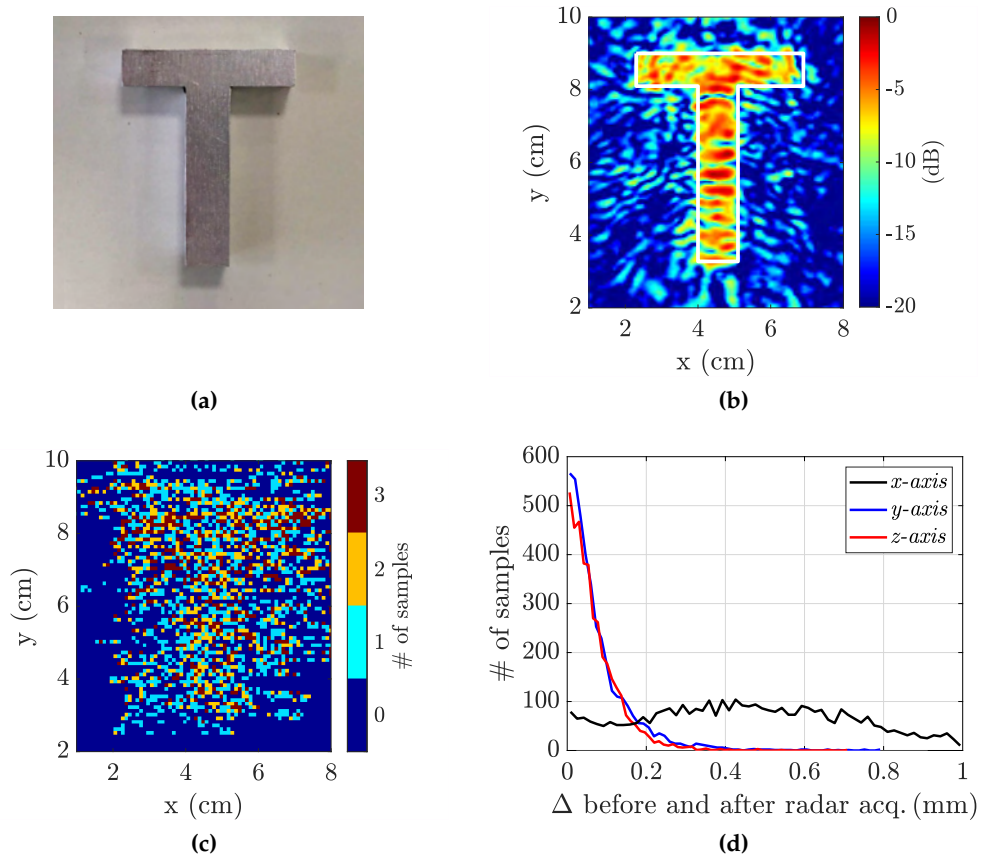 10
8
6
4
2
y (cm)
2
4
6
8
x (cm)
0
-5
-10
-15
-20
(dB)
(a)
(b)
10
8
6
4
2
y (cm)
2
4
6
8
x (cm)
3
2
1
0
# of samples
(c)
600
500
400
300
200
100
0
# of samples
x-axis
y-axis
z-axis
0
0.2
0.4
0.6
0.8
1
Δ before and after radar acq. (mm)
(d)